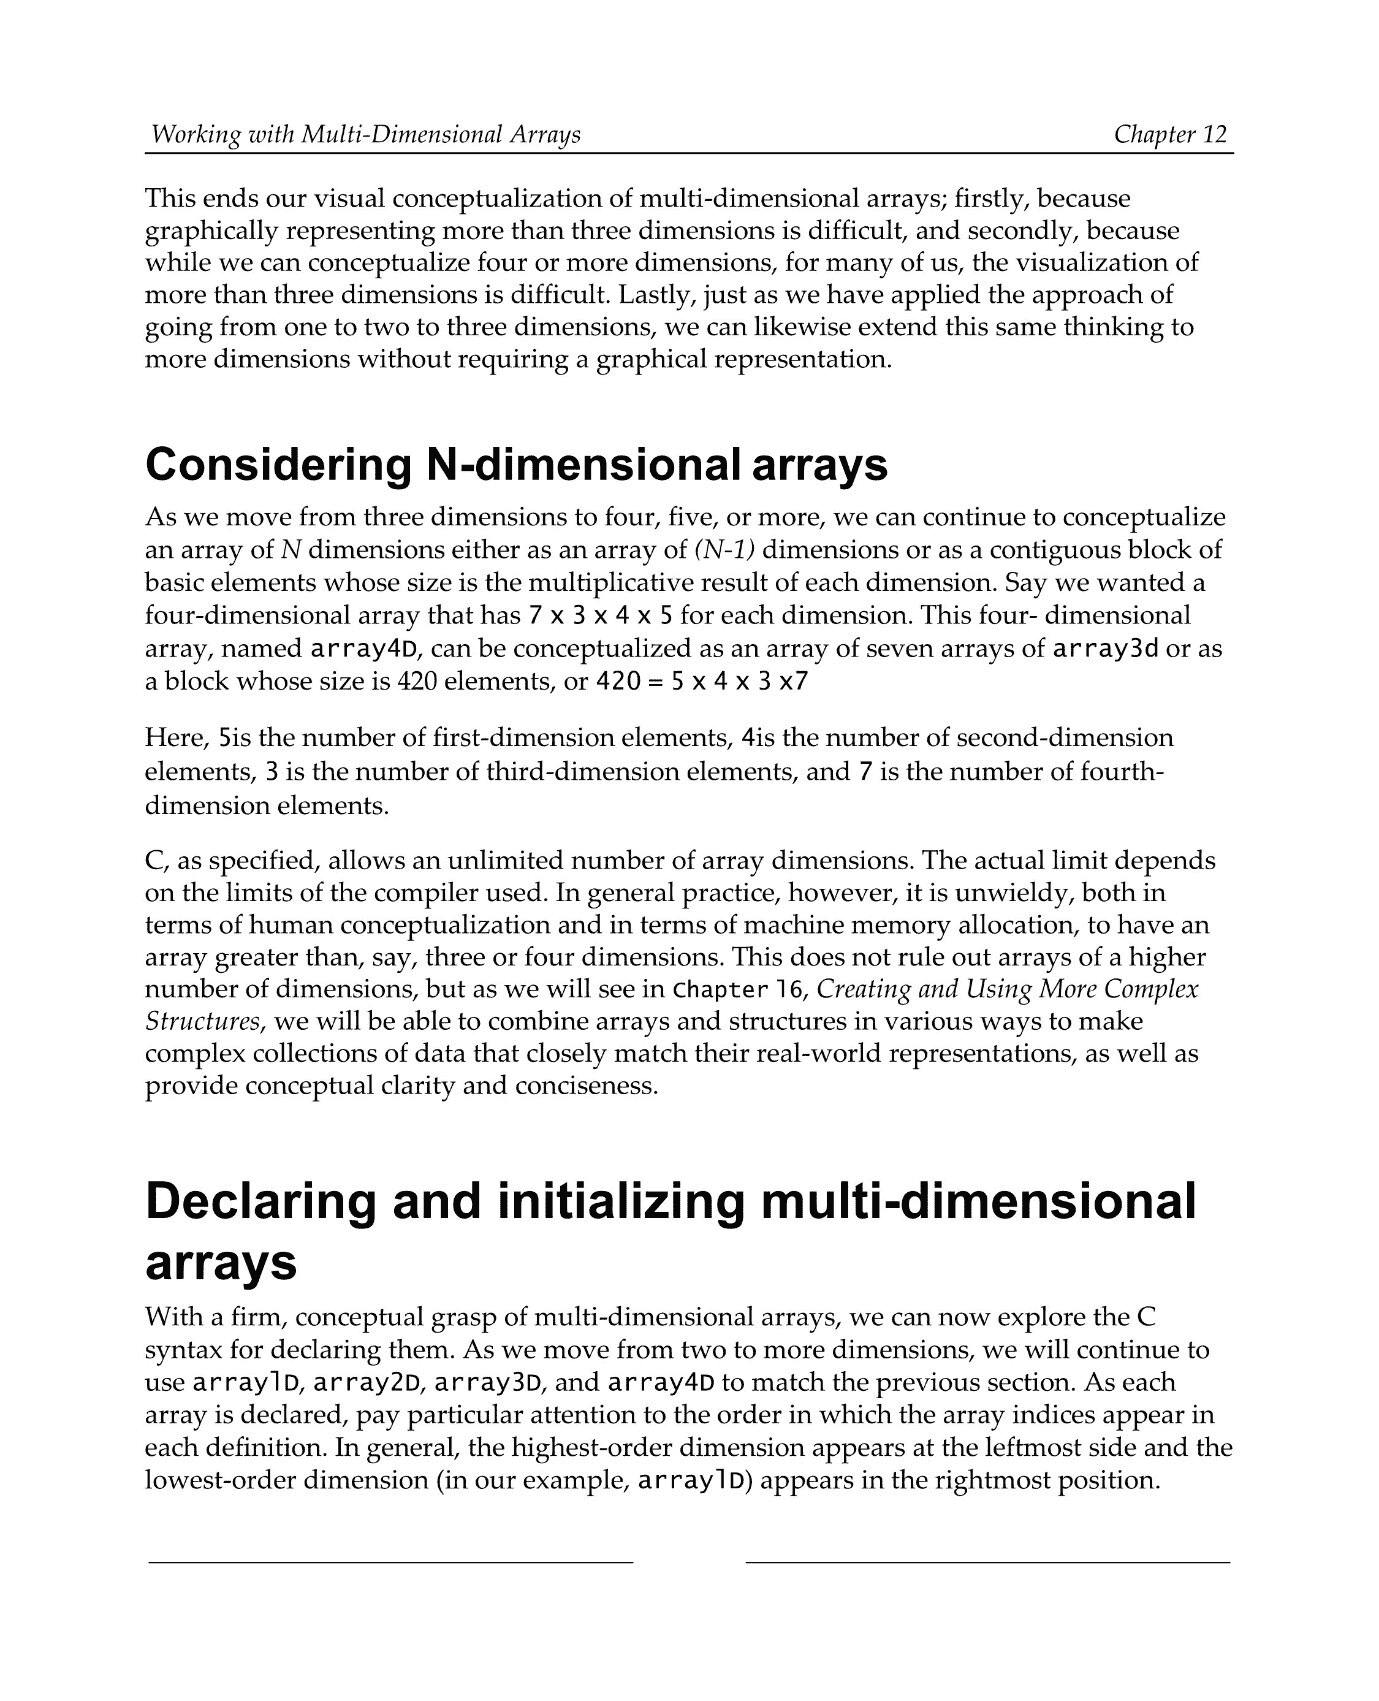 Working with Multi-Dimensional Arrays Chapter 12
This ends our visual conceptualization of multi-dimensional arrays; firstly, because
graphically representing more than three dimensions is difficult, and secondly, because
while we can conceptualize four or more dimensions, for many of us, the visualization of
more than three dimensions is difficult. Lastly, just as we have applied the approach of
going from one to two to three dimensions, we can likewise extend this same thinking to
more dimensions without requiring a graphical representation.
Considering N-dimensional arrays
As we move from three dimensions to four, five, or more, we can continue to conceptualize
an array of N dimensions either as an array of (N-1) dimensions or as a contiguous block of
basic elements whose size is the multiplicative result of each dimension. Say we wanted a
four-dimensional array that has 7 x 3 x 4 x 5 for each dimension. This four- dimensional
array, named array4D, can be conceptualized as an array of seven arrays of array3d or as
a block whose size is 420 elements, or 420 = 5 x 4 x 3 x7
Here, 5is the number of first-dimension elements, 4is the number of second-dimension
elements, 3 is the number of third-dimension elements, and 7 is the number of fourth-
dimension elements.
C, as specified, allows an unlimited number of array dimensions. The actual limit depends
on the limits of the compiler used. In general practice, however, it is unwieldy, both in
terms of human conceptualization and in terms of machine memory allocation, to have an
array greater than, say, three or four dimensions. This does not rule out arrays of a higher
number of dimensions, but as we will see in Chapter 16, Creating and Using More Complex
Structures, we will be able to combine arrays and structures in various ways to make
complex collections of data that closely match their real-world representations, as well as
provide conceptual clarity and conciseness.
Declaring and initializing multi-dimensional
arrays
With a firm, conceptual grasp of multi-dimensional arrays, we can now explore the C
syntax for declaring them. As we move from two to more dimensions, we will continue to
use array1D, array2D, array3D, and array4D to match the previous section. As each
array is declared, pay particular attention to the order in which the array indices appear in
each definition. In general, the highest-order dimension appears at the leftmost side and the
lowest-order dimension (in our example, array1D) appears in the rightmost position.